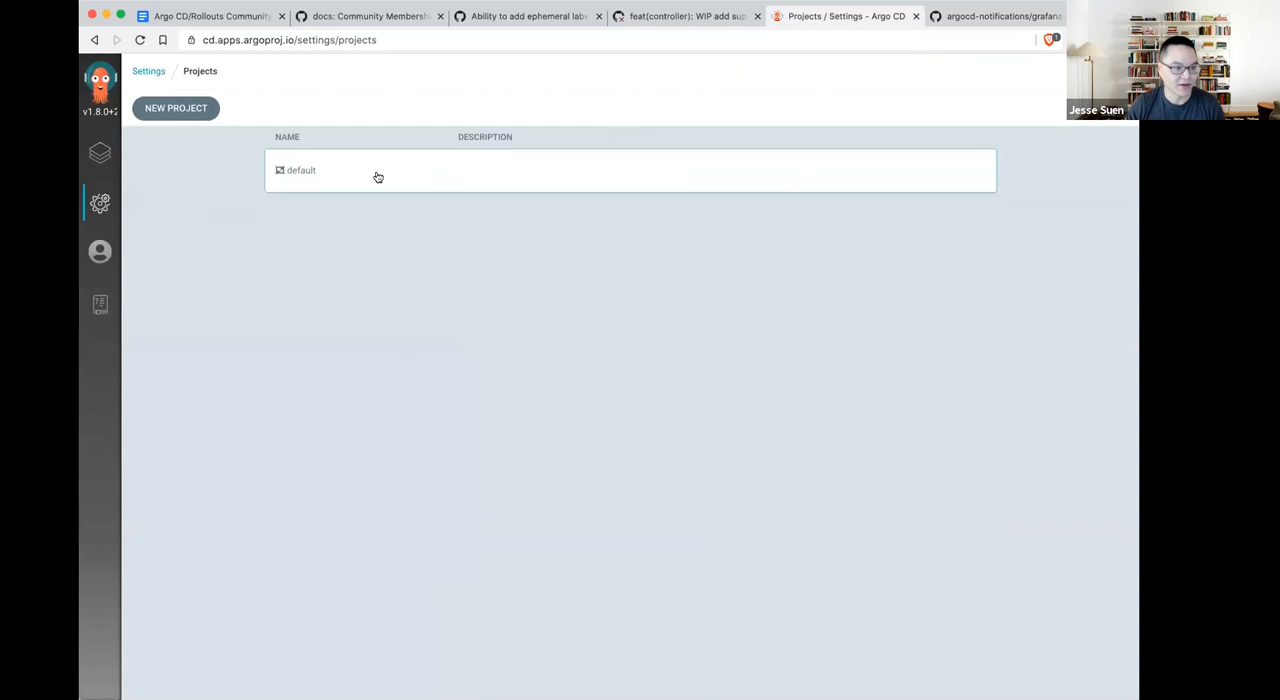 Argo CD/Rollouts Community
docs: Community Membershi
Ability to add ephemeral lab
feat(controller): WIP add sup
Projects / Settings - Argo CD
argocd-notifications/grafana
cd.apps.argoproj.io/settings/projects
1
v1.8.0+2
Settings / Projects
NEW PROJECT
NAME
DESCRIPTION
default
Jesse Suen